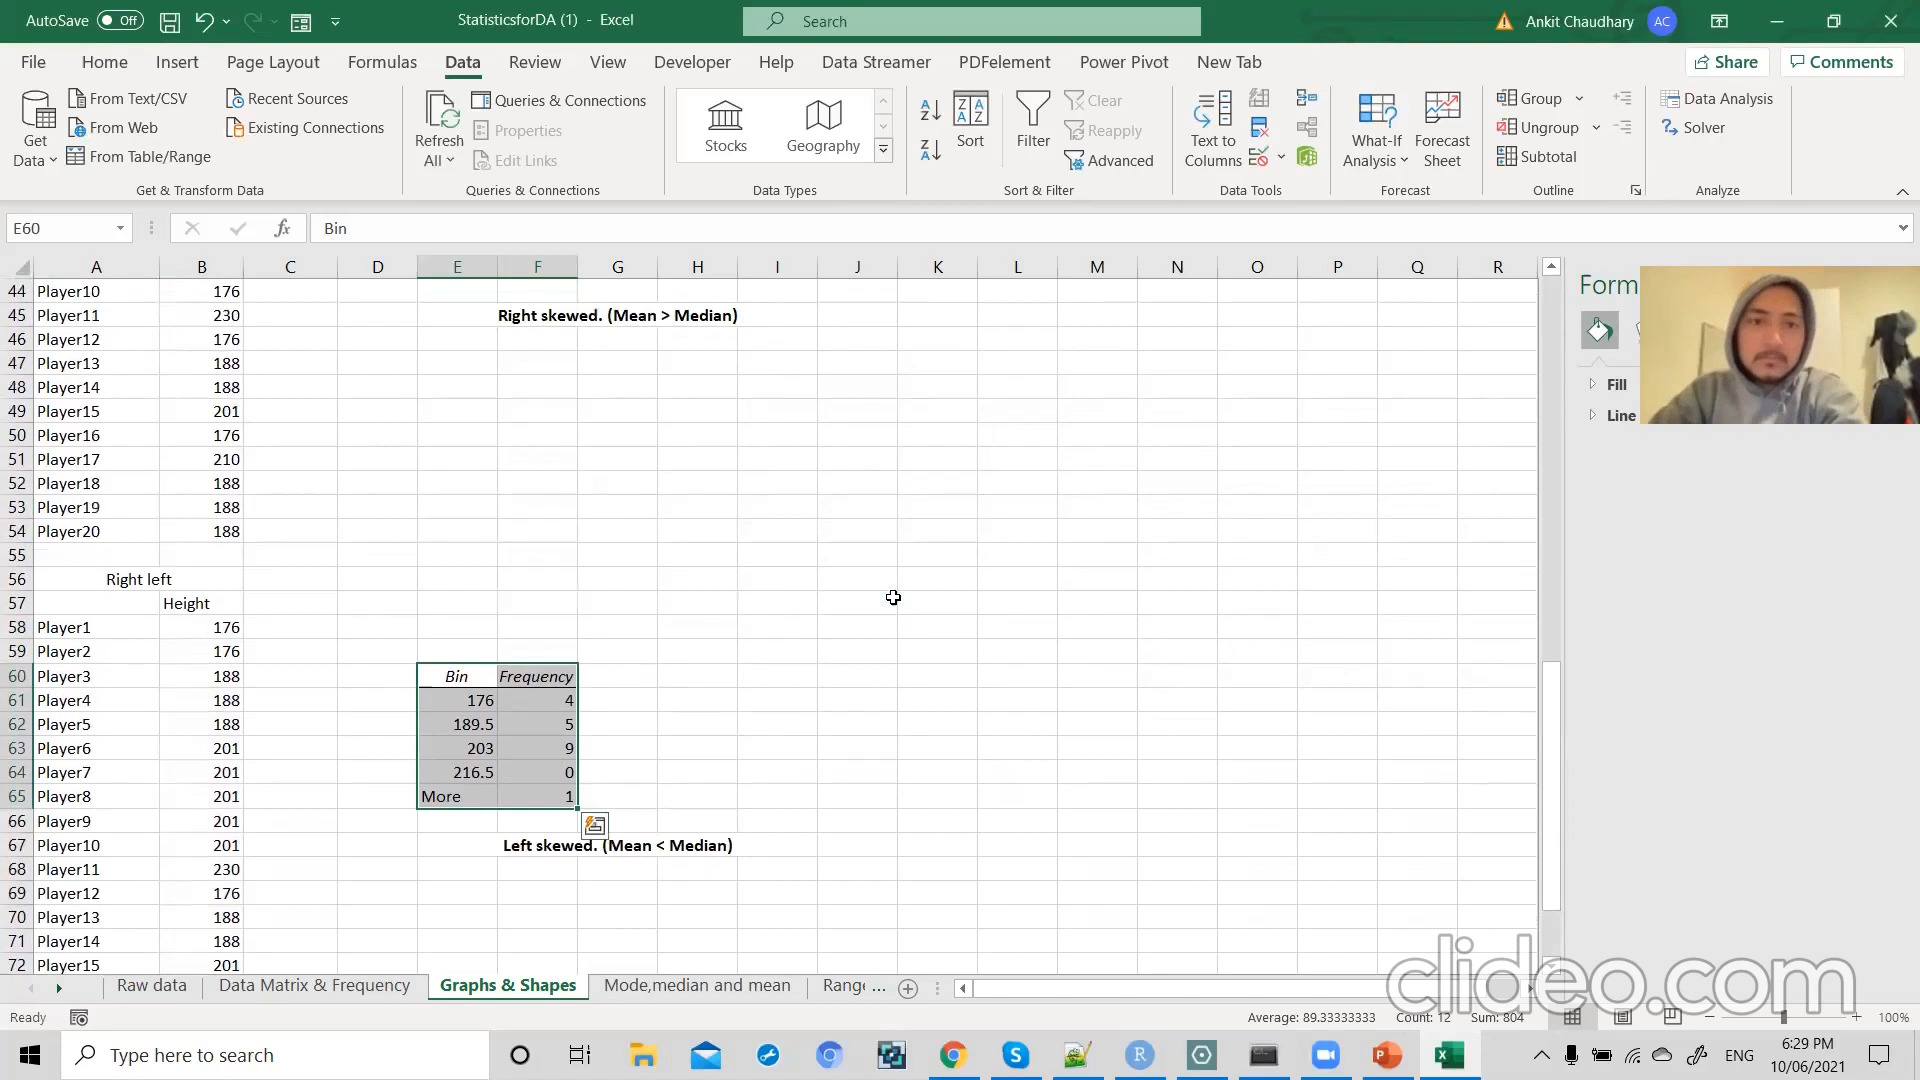 AutoSave Off StatisticsforDA (1) - Excel Search Ankit Chaudhary AC
File Home Insert Page Layout Formulas Data Review View Developer Help Data Streamer PDFelement Power Pivot New Tab Share Comments
From Text/CSV
From Web
From Table/Range
Get Data
Recent Sources
Existing Connections
Get & Transform Data
Refresh All
Queries & Connections
Properties
Edit Links
Queries & Connections
Stocks Geography
Data Types
Sort
Filter
Clear
Reapply
Advanced
Sort & Filter
Text to Columns
Data Tools
What-If Analysis
Forecast Sheet
Forecast
Group
Ungroup
Subtotal
Outline
Data Analysis
Solver
Analyze
E60 fx Bin
A B C D E F G H I J K L M N O P Q R
44 Player10 176
45 Player11 230 Right skewed. (Mean > Median)
46 Player12 176
47 Player13 188
48 Player14 188
49 Player15 201
50 Player16 176
51 Player17 210
52 Player18 188
53 Player19 188
54 Player20 188
55
56 Right left
57 Height
58 Player1 176
59 Player2 176
60 Player3 188 Bin Frequency
61 Player4 188 176 4
62 Player5 188 189.5 5
63 Player6 201 203 9
64 Player7 201 216.5 0
65 Player8 201 More 1
66 Player9 201
67 Player10 201 Left skewed. (Mean < Median)
68 Player11 230
69 Player12 176
70 Player13 188
71 Player14 188
72 Player15 201
Form
Fill
Line
Raw data Data Matrix & Frequency Graphs & Shapes Mode,median and mean Range ...
clideo.com
Ready Average: 89.33333333 Count: 12 Sum: 804 100%
Type here to search ENG 6:29 PM
10/06/2021